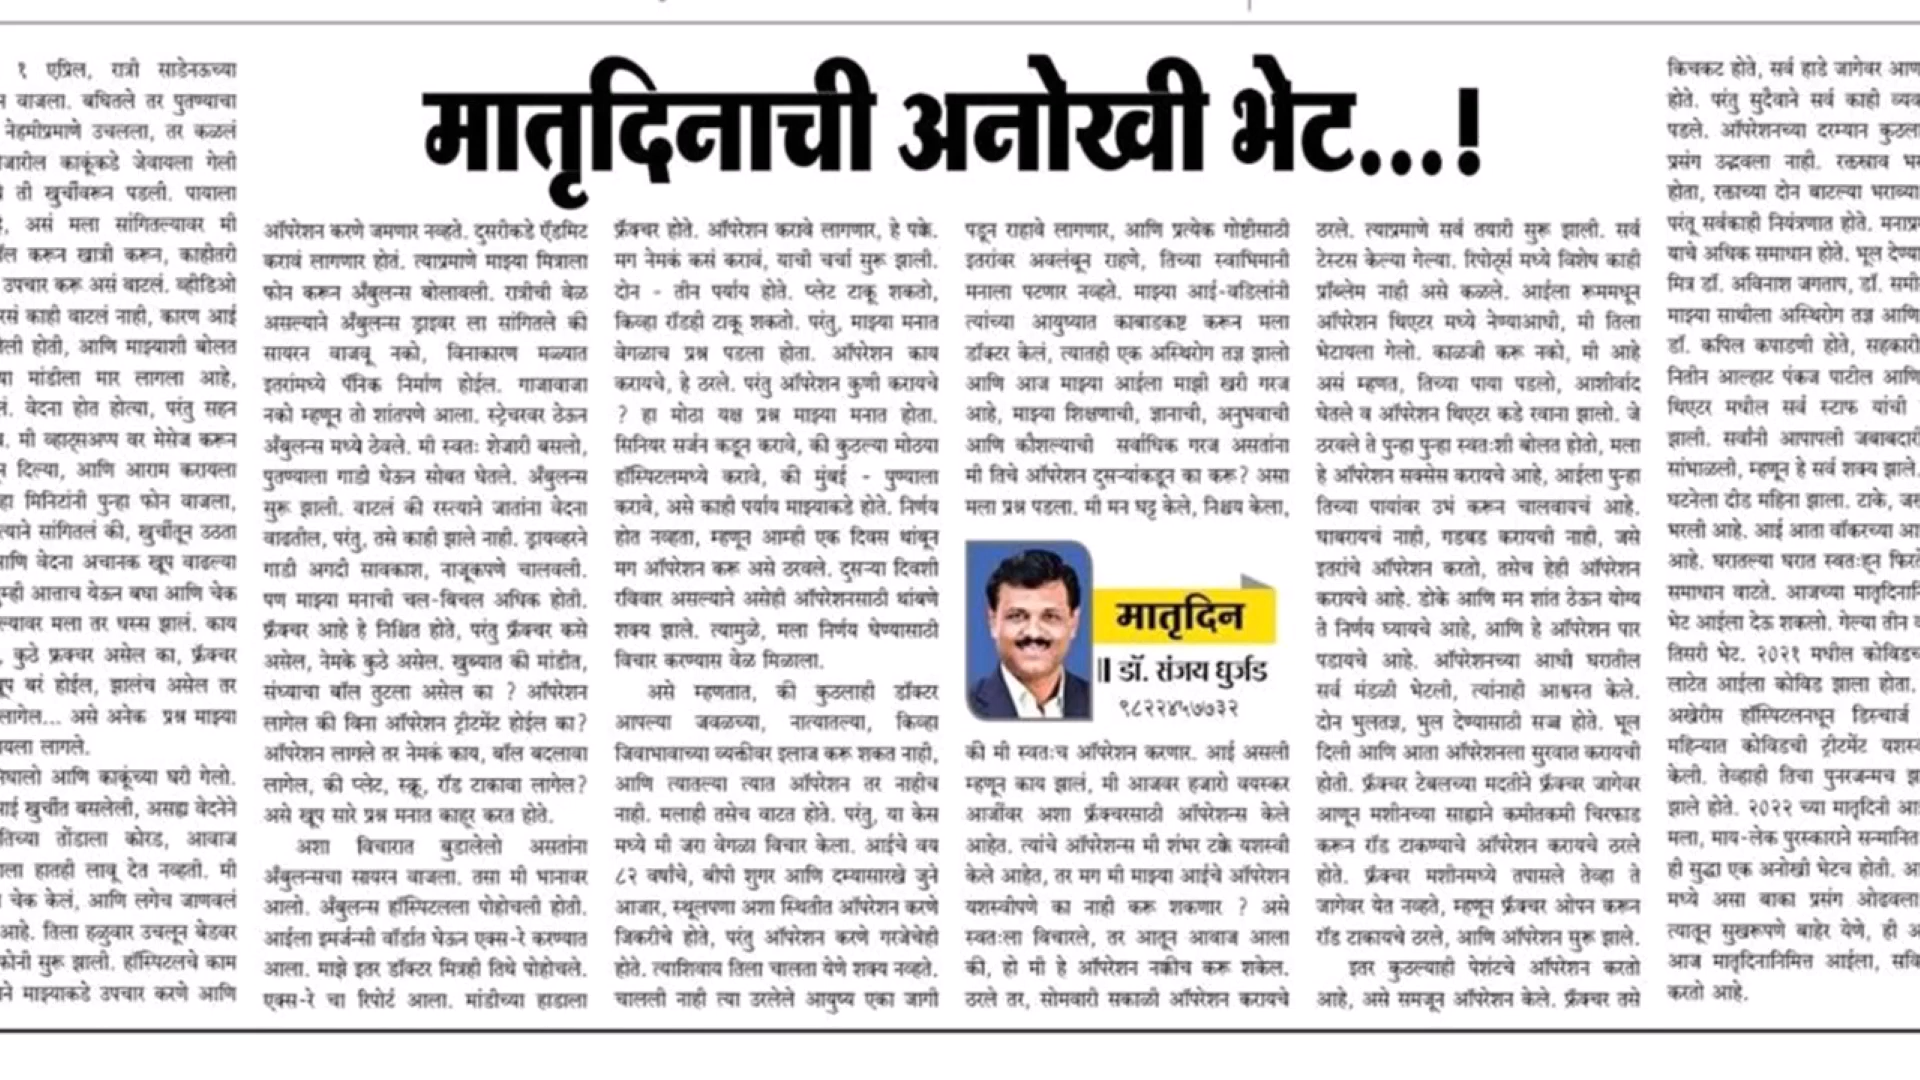 मातृदिनाची अनोखी भेट...!
१ एप्रिल, रात्री साडेनऊच्या
वाजला. बघितले तर पुतण्याचा
नेहमीप्रमाणे उचलला, तर कळलं
काकूंकडे जेवायला गेली
ती खुर्चीवरून पडली. पायाला
असं मला सांगितल्यावर मी
करून खात्री करून, काहीतरी
उपचार करू असं वाटलं. व्हीडिओ
काही वाटलं नाही, कारण आई
होती, आणि माझ्याशी बोलत
मांडीला मार लागला आहे,
वेदना होत होत्या, परंतु सहन
मी व्हाट्सअप्प वर मेसेज करून
दिल्या, आणि आराम करायला
मिनिटांनी पुन्हा फोन वाजला,
सांगितलं की, खुर्चीतून उठता
वेदना अचानक खूप वाढल्या
आताच येऊन बघा आणि चेक
मला तर धस्स झालं. काय
कुठे फ्रक्चर असेल का, फ्रॅक्चर
बरं होईल, झालंच असेल तर
लागेल... असे अनेक प्रश्न माझ्या
लागले.
आणि काकूंच्या घरी गेलो.
खुर्चीत बसलेली, असह्य वेदनेने
तोंडाला कोरड, आवाज
हातही लावू देत नव्हती. मी
चेक केलं, आणि लगेच जाणवलं
आहे. तिला हळुवार उचलून बेडवर
सुरू झाली. हॉस्पिटलचे काम
माझ्याकडे उपचार करणे आणि
ऑपरेशन करणे जमणार नव्हते. दुसरीकडे ऍडमिट
करावं लागणार होतं. त्याप्रमाणे माझ्या मित्राला
फोन करून अँबुलन्स बोलावली. रात्रीची वेळ
असल्याने अँबुलन्स ड्राइवर ला सांगितले की
सायरन वाजवू नको, विनाकारण मळ्यात
इतरांमध्ये पॅनिक निर्माण होईल. गाजावाजा
नको म्हणून तो शांतपणे आला. स्ट्रेचरवर ठेऊन
अँबुलन्स मध्ये ठेवले. मी स्वतः शेजारी बसलो,
पुतण्याला गाडी घेऊन सोबत घेतले. अँबुलन्स
सुरू झाली. वाटलं की रस्त्याने जातांना वेदना
वाढतील, परंतु, तसे काही झाले नाही. ड्रायव्हरने
गाडी अगदी सावकाश, नाजूकपणे चालवली.
पण माझ्या मनाची चल-बिचल अधिक होती.
फ्रॅक्चर आहे हे निश्चित होते, परंतु फ्रॅक्चर कसे
असेल, नेमके कुठे असेल. खुब्यात की मांडीत,
संध्याचा बॉल तुटला असेल का ? ऑपरेशन
लागेल की विना ऑपरेशन ट्रीटमेंट होईल का?
ऑपरेशन लागले तर नेमकं काय, बॉल बदलावा
लागेल, की प्लेट, स्क्रू, रॉड टाकावा लागेल?
असे खूप सारे प्रश्न मनात काहूर करत होते.
अशा विचारात बुडालेलो असतांना
अँबुलन्सचा सायरन वाजला. तसा मी भानावर
आलो. अँबुलन्स हॉस्पिटलला पोहोचली होती.
आईला इमर्जन्सी वॉर्डात घेऊन एक्स-रे करण्यात
आला. माझे इतर डॉक्टर मित्रही तिथे पोहोचले.
एक्स-रे चा रिपोर्ट आला. मांडीच्या हाडाला
फ्रॅक्चर होते. ऑपरेशन करावे लागणार, हे पक्के.
मग नेमकं कसं करावं, याची चर्चा सुरू झाली.
दोन - तीन पर्याय होते. प्लेट टाकू शकतो,
किव्हा रॉडही टाकू शकतो. परंतु, माझ्या मनात
वेगळाच प्रश्न पडला होता. ऑपरेशन काय
करायचे, हे ठरले. परंतु ऑपरेशन कुणी करायचे
? हा मोठा यक्ष प्रश्न माझ्या मनात होता.
सिनियर सर्जन कडून करावे, की कुठल्या मोठया
हॉस्पिटलमध्ये करावे, की मुंबई - पुण्याला
करावे, असे काही पर्याय माझ्याकडे होते. निर्णय
होत नव्हता, म्हणून आम्ही एक दिवस थांबून
मग ऑपरेशन करू असे ठरवले. दुसऱ्या दिवशी
रविवार असल्याने असेही ऑपरेशनसाठी थांबणे
शक्य झाले. त्यामुळे, मला निर्णय घेण्यासाठी
विचार करण्यास वेळ मिळाला.
असे म्हणतात, की कुठलाही डॉक्टर
आपल्या जवळच्या, नात्यातल्या, किव्हा
जिवाभावाच्या व्यक्तीवर इलाज करू शकत नाही,
आणि त्यातल्या त्यात ऑपरेशन तर नाहीच
नाही. मलाही तसेच वाटत होते. परंतु, या केस
मध्ये मी जरा वेगळा विचार केला. आईचे वय
८२ वर्षांचे, बीपी शुगर आणि दम्यासारखे जुने
आजार, स्थूलपणा अशा स्थितीत ऑपरेशन करणे
जिकरीचे होते, परंतु ऑपरेशन करणे गरजेचेही
होते. त्याशिवाय तिला चालता येणे शक्य नव्हते.
चालली नाही त्या उरलेले आयुष्य एका जागी
पडून राहावे लागणार, आणि प्रत्येक गोष्टीसाठी
इतरांवर अवलंबून राहणे, तिच्या स्वाभिमानी
मनाला पटणार नव्हते. माझ्या आई-वडिलांनी
त्यांच्या आयुष्यात काबाडकष्ट करून मला
डॉक्टर केलं, त्यातही एक अस्थिरोग तज्ञ झालो
आणि आज माझ्या आईला माझी खरी गरज
आहे, माझ्या शिक्षणाची, ज्ञानाची, अनुभवाची
आणि कौशल्याची सर्वाधिक गरज असतांना
मी तिचे ऑपरेशन दुसऱ्यांकडून का करू? असा
मला प्रश्न पडला. मी मन घट्ट केले, निश्चय केला,
मातृदिन
डॉ. संजय धुर्जड
९८२२४५७७३२
की मी स्वतःच ऑपरेशन करणार. आई असली
म्हणून काय झालं, मी आजवर हजारो वयस्कर
आजींवर अशा फ्रॅक्चरसाठी ऑपरेशन्स केले
आहेत. त्यांचे ऑपरेशन्स मी शंभर टक्के यशस्वी
केले आहेत, तर मग मी माझ्या आईचे ऑपरेशन
यशस्वीपणे का नाही करू शकणार ? असे
स्वतःला विचारले, तर आतून आवाज आला
की, हो मी हे ऑपरेशन नक्कीच करू शकेल.
ठरले तर, सोमवारी सकाळी ऑपरेशन करायचे
ठरले. त्याप्रमाणे सर्व तयारी सुरू झाली. सर्व
टेस्टस केल्या गेल्या. रिपोर्ट्स मध्ये विशेष काही
प्रॉब्लेम नाही असे कळले. आईला रूममधून
ऑपरेशन थिएटर मध्ये नेण्याआधी, मी तिला
भेटायला गेलो. काळजी करू नको, मी आहे
असं म्हणत, तिच्या पाया पडलो, आशीर्वाद
घेतले व ऑपरेशन थिएटर कडे रवाना झालो. जे
ठरवले ते पुन्हा पुन्हा स्वतःशी बोलत होतो, मला
हे ऑपरेशन सक्सेस करायचे आहे, आईला पुन्हा
तिच्या पायांवर उभं करून चालवायचं आहे.
घाबरायचं नाही, गडबड करायची नाही, जसे
इतरांचे ऑपरेशन करतो, तसेच हेही ऑपरेशन
करायचे आहे. डोके आणि मन शांत ठेऊन योग्य
ते निर्णय घ्यायचे आहे, आणि हे ऑपरेशन पार
पडायचे आहे. ऑपरेशनच्या आधी घरातील
सर्व मंडळी भेटली, त्यांनाही आश्वस्त केले.
दोन भुलतज्ञ, भुल देण्यासाठी सज्ज होते. भूल
दिली आणि आता ऑपरेशनला सुरवात करायची
होती. फ्रॅक्चर टेबलच्या मदतीने फ्रॅक्चर जागेवर
आणून मशीनच्या साह्याने कमीतकमी चिरफाड
करून रॉड टाकण्याचे ऑपरेशन करायचे ठरले
होते. फ्रॅक्चर मशीनमध्ये तपासले तेव्हा ते
जागेवर येत नव्हते, म्हणून फ्रॅक्चर ओपन करून
रॉड टाकायचे ठरले, आणि ऑपरेशन सुरू झाले.
इतर कुठल्याही पेशंटचे ऑपरेशन करतो
आहे, असे समजून ऑपरेशन केले. फ्रॅक्चर तसे
किचकट होते, सर्व हाडे जागेवर
होते. परंतु सुदैवाने सर्व काही
पडले. ऑपरेशनच्या दरम्यान
प्रसंग उद्भवला नाही. रक्तस्राव
होता, रक्ताच्या दोन बाटल्या
परंतु सर्वकाही नियंत्रणात होते.
याचे अधिक समाधान होते. भूल
मित्र डॉ. अविनाश जगताप, डॉ.
माझ्या साथीला अस्थिरोग तज्ञ आणि
डॉ. कपिल कपाडणी होते, सहकारी
नितीन आल्हाट पंकज पाटील आणि
थिएटर मधील सर्व स्टाफ यांची
झाली. सर्वांनी आपापली जबाबदारी
सांभाळली, म्हणून हे सर्व शक्य झाले.
घटनेला दीड महिना झाला. टाके,
भरली आहे. आई आता वॉकरच्या
आहे. घरातल्या घरात स्वतःहून
समाधान वाटते. आजच्या
भेट आईला देऊ शकलो. गेल्या तीन
तिसरी भेट. २०२१ मधील
लाटेत आईला कोविड झाला होता.
अखेरीस हॉस्पिटलनधून डिस्चार्ज
महिन्यात कोविडची ट्रीटमेंट
केली. तेव्हाही तिचा पुनरजन्मच
झाले होते. २०२२ च्या मातृदिनी
मला, माय-लेक पुरस्काराने सन्मानित
ही सुद्धा एक अनोखी भेटच होती.
मध्ये असा बाका प्रसंग ओढवला
त्यातून सुखरूपणे बाहेर येणे, ही
आज मातृदिनानिमित्त आईला,
करतो आहे.